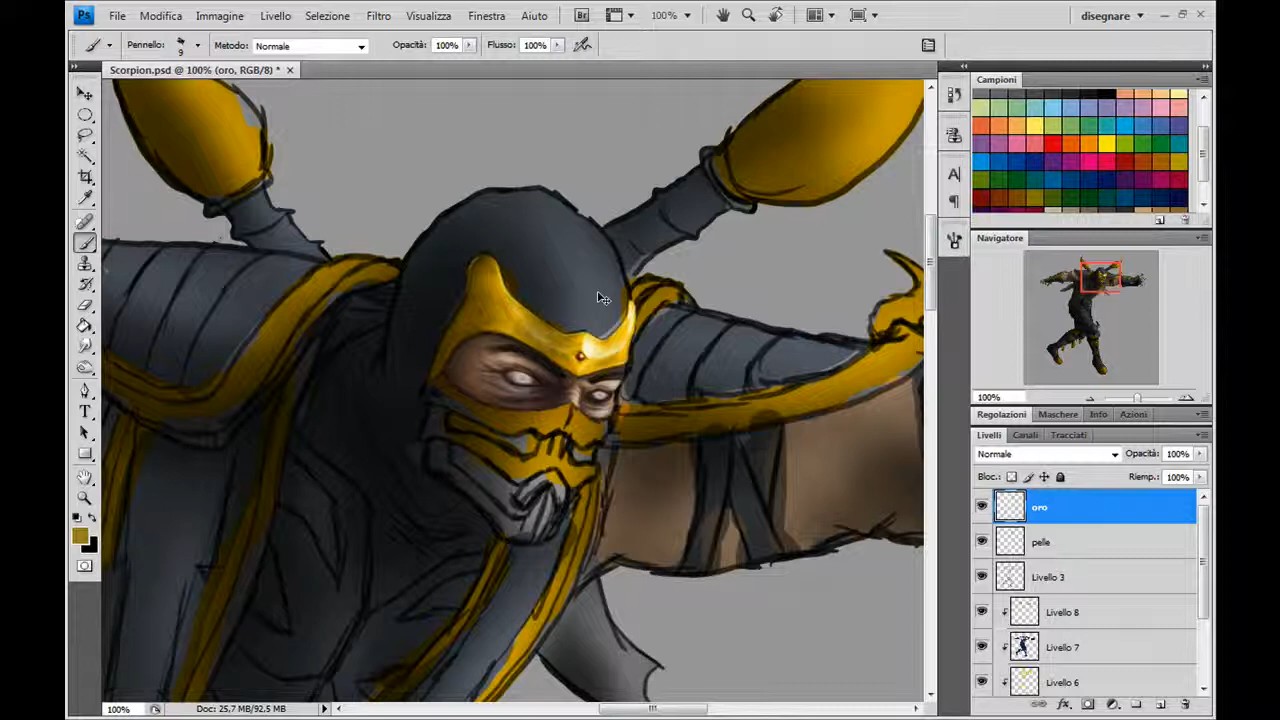 Ps File Modifica Immagine Livello Selezione Filtro Visualizza Finestra Aiuto Br 100% disegnare
Pennello: 9 Metodo: Normale Opacità: 100% Flusso: 100%
Scorpion.psd @ 100% (oro, RGB/8) *
Campioni
Navigatore
100%
Regolazioni Maschere Info Azioni
Livelli Canali Tracciati
Normale Opacità: 100%
Bloc.: Riemp.: 100%
oro
pelle
Livello 3
Livello 8
Livello 7
Livello 6
100% Doc: 25,7 MB/92,5 MB